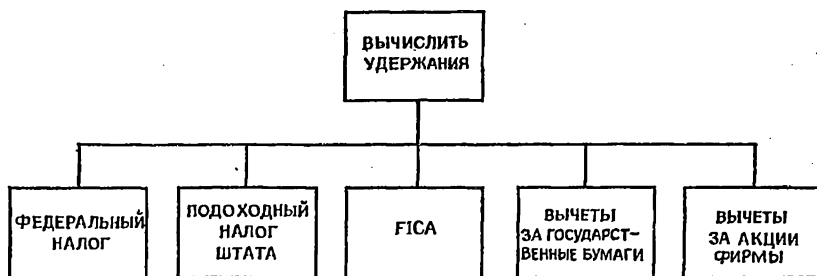 ВЫЧИСЛИТЬ
УДЕРЖАНИЯ
ФЕДЕРАЛЬНЫЙ
НАЛОГ
ПОДОХОДНЫЙ
НАЛОГ
ШТАТА
FICA
ВЫЧЕТЫ
ЗА ГОСУДАРСТ-
ВЕННЫЕ БУМАГИ
ВЫЧЕТЫ
ЗА АКЦИИ
ФИРМЫ